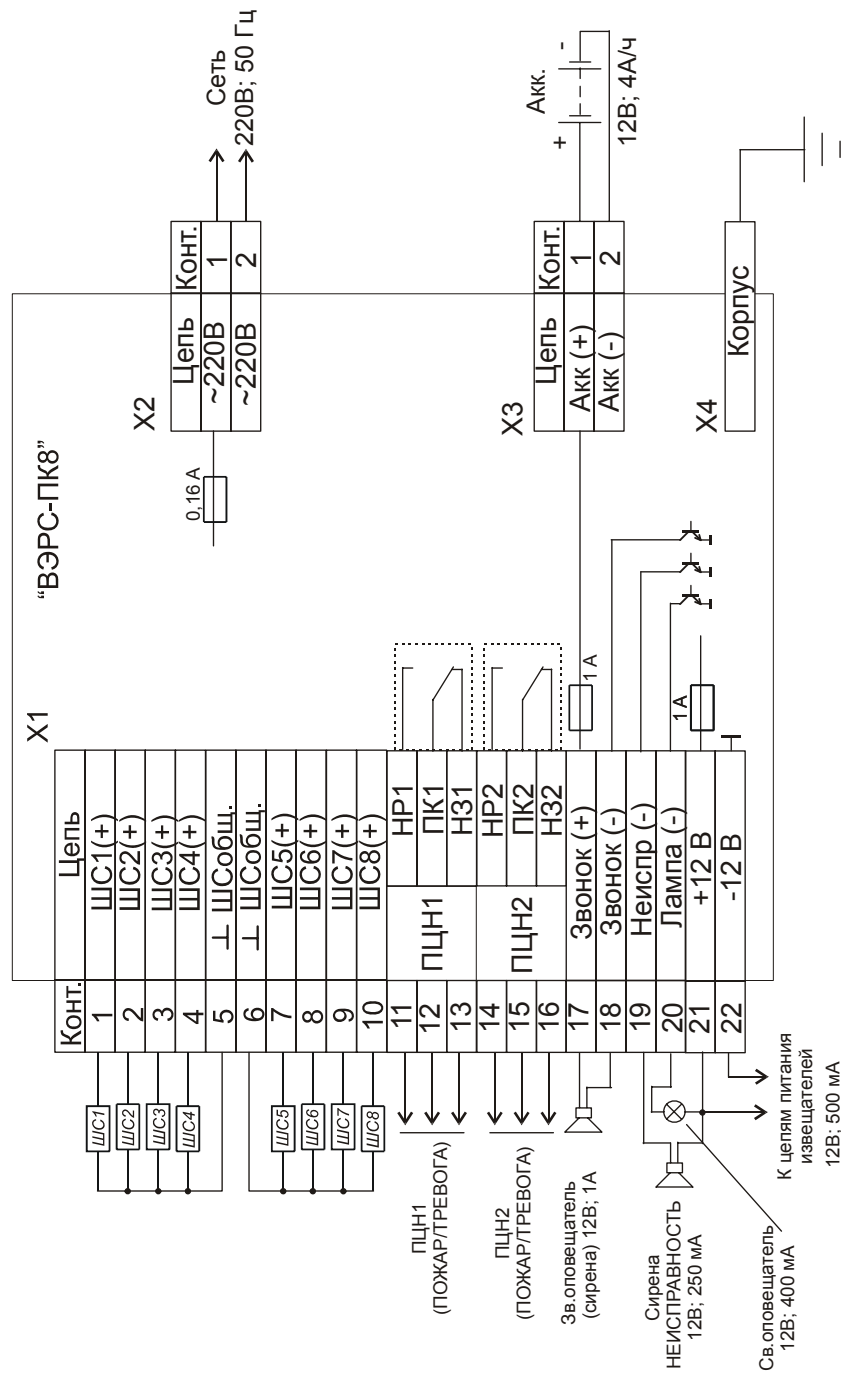 "ВЭРС-ПК8"
X1
Конт. Цепь
1 ШС1(+)
2 ШС2(+)
3 ШС3(+)
4 ШС4(+)
5 ⊥ ШСобщ.
6 ⊥ ШСобщ.
7 ШС5(+)
8 ШС6(+)
9 ШС7(+)
10 ШС8(+)
ПЦН1
11 НР1
12 ПК1
13 НЗ1
ПЦН2
14 НР2
15 ПК2
16 НЗ2
17 Звонок (+)
18 Звонок (-)
19 Неиспр (-)
20 Лампа (-)
21 +12 В
22 -12 В
ШС1
ШС2
ШС3
ШС4
ШС5
ШС6
ШС7
ШС8
ПЦН1
(ПОЖАР/ТРЕВОГА)
ПЦН2
(ПОЖАР/ТРЕВОГА)
Зв.оповещатель
(сирена) 12В; 1А
Сирена
НЕИСПРАВНОСТЬ
12В; 250 мА
Св.оповещатель
12В; 400 мА
К цепям питания
извещателей
12В; 500 мА
1 А
1 А
0,16 А
X2
Цепь Конт.
~220В 1
~220В 2
Сеть
220В; 50 Гц
X3
Цепь Конт.
Акк (+) 1
Акк (-) 2
Акк.
+ -
12В; 4А/ч
X4
Корпус